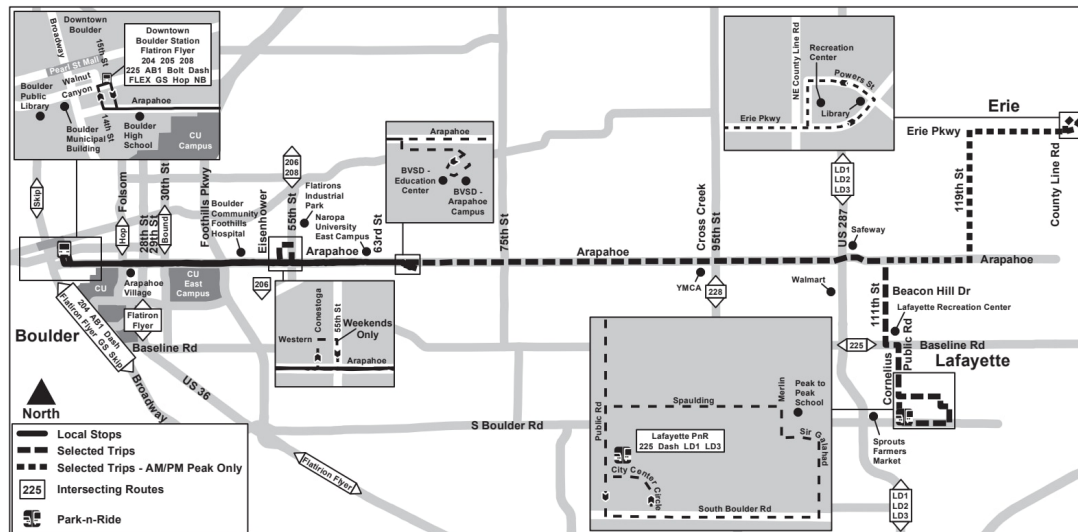 Downtown
Boulder
Broadway
15th St
Pearl St Mall
Walnut
Canyon
14th St
Arapahoe
Boulder
Public
Library
Boulder
Municipal
Building
Boulder
High
School
CU
Campus
Downtown
Boulder Station
Flatiron Flyer
204 205 208
225 AB1 Bolt Dash
FLEX GS Hop NB
Skip
Hop
Folsom
28th St
29th St
30th St
Bound
Foothills Pkwy
Boulder
Community
Foothills
Hospital
Eisenhower
206
208
55th St
Flatirons
Industrial
Park
Naropa
University
East Campus
63rd St
Arapahoe
BVSD -
Education
Center
BVSD -
Arapahoe
Campus
75th St
Cross Creek
95th St
NE County Line Rd
Recreation
Center
Powers St
Library
Erie Pkwy
LD1
LD2
LD3
US 287
Safeway
Erie
Erie Pkwy
119th St
County Line Rd
Arapahoe
Arapahoe
Arapahoe
YMCA
228
Walmart
111th St
Beacon Hill Dr
Lafayette Recreation Center
Public Rd
Cornelius
225
Baseline Rd
Lafayette
CU
Arapahoe
Village
CU
East
Campus
206
Flatiron
Flyer
204 AB1 Dash
Flatiron Flyer GS Skip
Boulder
Baseline Rd
Broadway
US 36
Flatirion Flyer
Conestoga
55th St
Weekends
Only
Western
Arapahoe
S Boulder Rd
Public Rd
Spaulding
Merlin
Peak to
Peak
School
Sir Galahad
Lafayette PnR
225 Dash LD1 LD3
City Center Circle
South Boulder Rd
Sprouts
Farmers
Market
LD1
LD2
LD3
North
Local Stops
Selected Trips
Selected Trips - AM/PM Peak Only
225 Intersecting Routes
Park-n-Ride